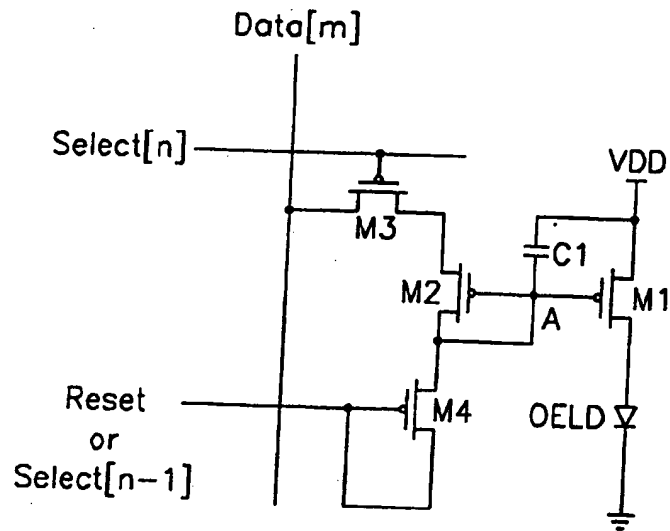 Data[m]
Select[n]
VDD
M3
C1
M2
M1
A
Reset
or
Select[n-1]
M4
OELD